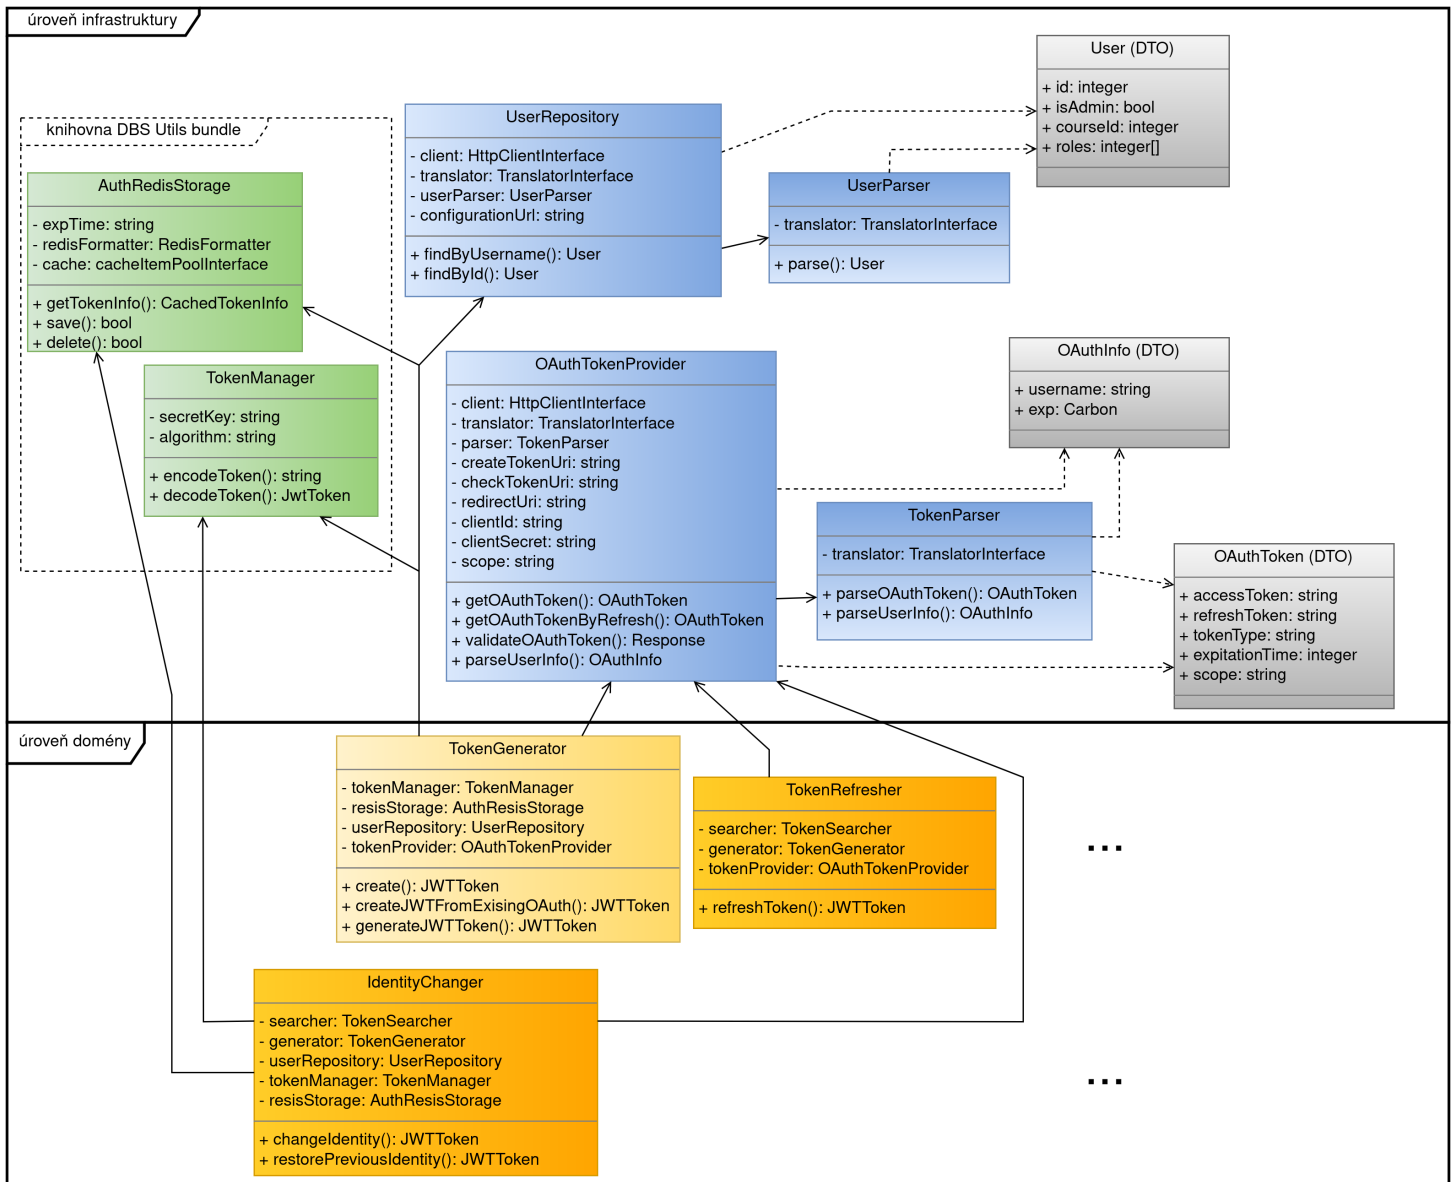 úroveň infrastruktury
User (DTO)
+ id: integer
+ isAdmin: bool
+ courseId: integer
+ roles: integer[]
knihovna DBS Utils bundle
UserRepository
- client: HttpClientInterface
- translator: TranslatorInterface
- userParser: UserParser
- configurationUrl: string
+ findByUsername(): User
+ findById(): User
UserParser
- translator: TranslatorInterface
+ parse(): User
AuthRedisStorage
- expTime: string
- redisFormatter: RedisFormatter
- cache: cacheItemPoolInterface
+ getTokenInfo(): CachedTokenInfo
+ save(): bool
+ delete(): bool
TokenManager
- secretKey: string
- algorithm: string
+ encodeToken(): string
+ decodeToken(): JwtToken
OAuthTokenProvider
- client: HttpClientInterface
- translator: TranslatorInterface
- parser: TokenParser
- createTokenUri: string
- checkTokenUri: string
- redirectUri: string
- clientId: string
- clientSecret: string
- scope: string
+ getOAuthToken(): OAuthToken
+ getOAuthTokenByRefresh(): OAuthToken
+ validateOAuthToken(): Response
+ parseUserInfo(): OAuthInfo
OAuthInfo (DTO)
+ username: string
+ exp: Carbon
TokenParser
- translator: TranslatorInterface
+ parseOAuthToken(): OAuthToken
+ parseUserInfo(): OAuthInfo
OAuthToken (DTO)
+ accessToken: string
+ refreshToken: string
+ tokenType: string
+ expitationTime: integer
+ scope: string
úroveň domény
TokenGenerator
- tokenManager: TokenManager
- resisStorage: AuthResisStorage
- userRepository: UserRepository
- tokenProvider: OAuthTokenProvider
+ create(): JWTToken
+ createJWTFromExisingOAuth(): JWTToken
+ generateJWTToken(): JWTToken
TokenRefresher
- searcher: TokenSearcher
- generator: TokenGenerator
- tokenProvider: OAuthTokenProvider
+ refreshToken(): JWTToken
...
IdentityChanger
- searcher: TokenSearcher
- generator: TokenGenerator
- userRepository: UserRepository
- tokenManager: TokenManager
- resisStorage: AuthResisStorage
+ changeIdentity(): JWTToken
+ restorePreviousIdentity(): JWTToken
...